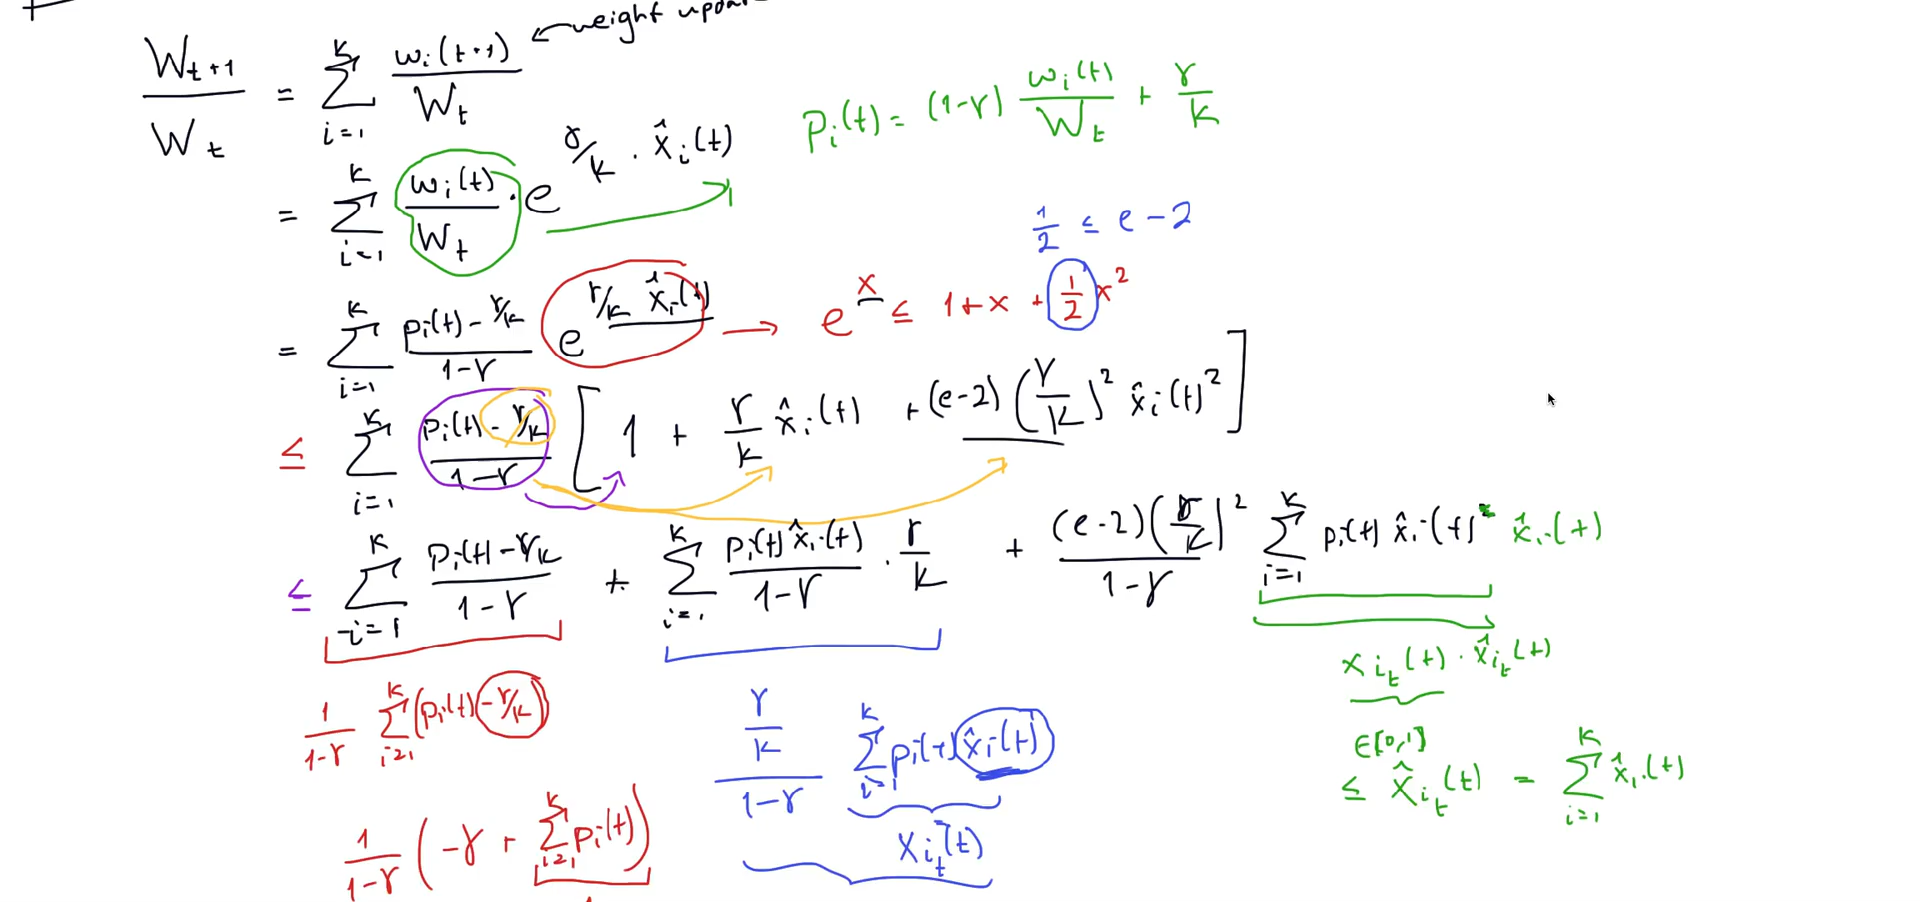 W_{t+1} / W_t = Σ_{i=1}^{K} w_i(t+1) / W_t ← weight upda
p_i(t) = (1-γ) w_i(t) / W_t + γ/K
= Σ_{i=1}^{K} w_i(t) / W_t · e^{γ/K · x̂_i(t)}
1/2 ≤ e-2
= Σ_{i=1}^{K} (p_i(t) - γ/K) / (1-γ) e^{γ/K x̂_i(t)} → e^x ≤ 1+x + 1/2 x^2
≤ Σ_{i=1}^{K} (p_i(t) - γ/K) / (1-γ) [ 1 + γ/K x̂_i(t) + (e-2) (γ/K)^2 x̂_i(t)^2 ]
≤ Σ_{i=1}^{K} (p_i(t) - γ/K) / (1-γ) + Σ_{i=1}^{K} p_i(t) x̂_i(t) / (1-γ) · γ/K + (e-2)(γ/K)^2 / (1-γ) Σ_{i=1}^{K} p_i(t) x̂_i(t) x̂_i(t)
x_{i_t}(t) · x̂_{i_t}(t)
∈[0,1]
≤ x̂_{i_t}(t) = Σ_{i=1}^{K} x̂_i(t)
1/(1-γ) Σ_{i=1}^{K} (p_i(t) - γ/K)
(γ/K) / (1-γ) Σ_{i=1}^{K} p_i(t) x̂_i(t)
x_{i_t}(t)
1/(1-γ) ( -γ + Σ_{i=1}^{K} p_i(t) )